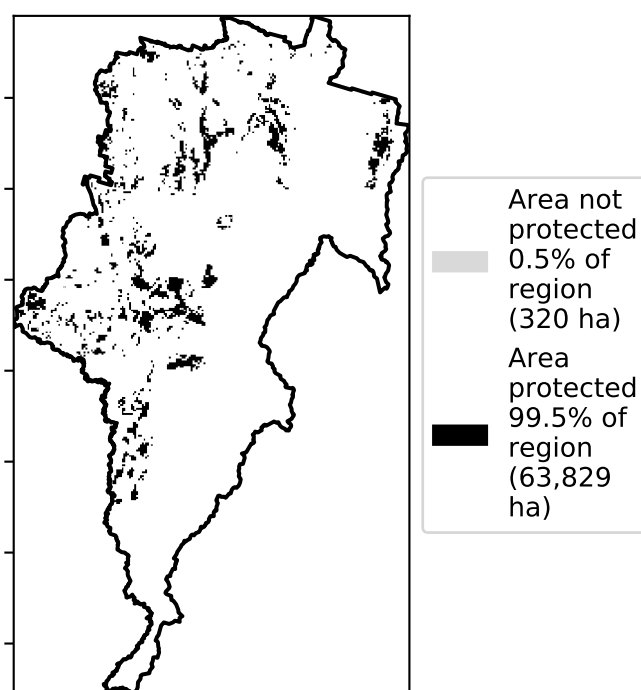 Area not
protected
0.5% of
region
(320 ha)
Area
protected
99.5% of
region
(63,829
ha)